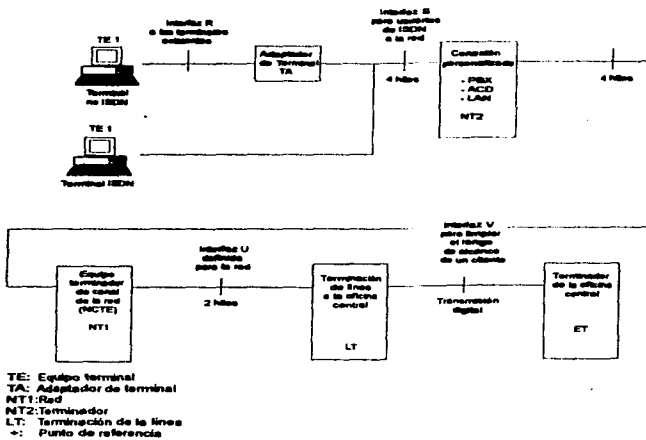 TE 1
Terminal
no ISDN
Interfaz R
a las terminales
existentes
Adaptador
de Terminal
TA
Interfaz S
para usuarios
de ISDN
a la red
4 hilos
Conexión
personalizada
- PBX
- ACD
- LAN
NT2
4 hilos
TE 1
Terminal ISDN
Equipo
terminador
de canal
de la red
(NCTE)
NT1
Interfaz U
definida
para la red
2 hilos
Terminación
de línea
a la oficina
central
LT
Interfaz V
para
el rango
de alcance
de un cliente
Transmisión
digital
Terminador
de la oficina
central
ET
TE: Equipo terminal
TA: Adaptador de terminal
NT1:Red
NT2:Terminador
LT: Terminación de la línea
+: Punto de referencia